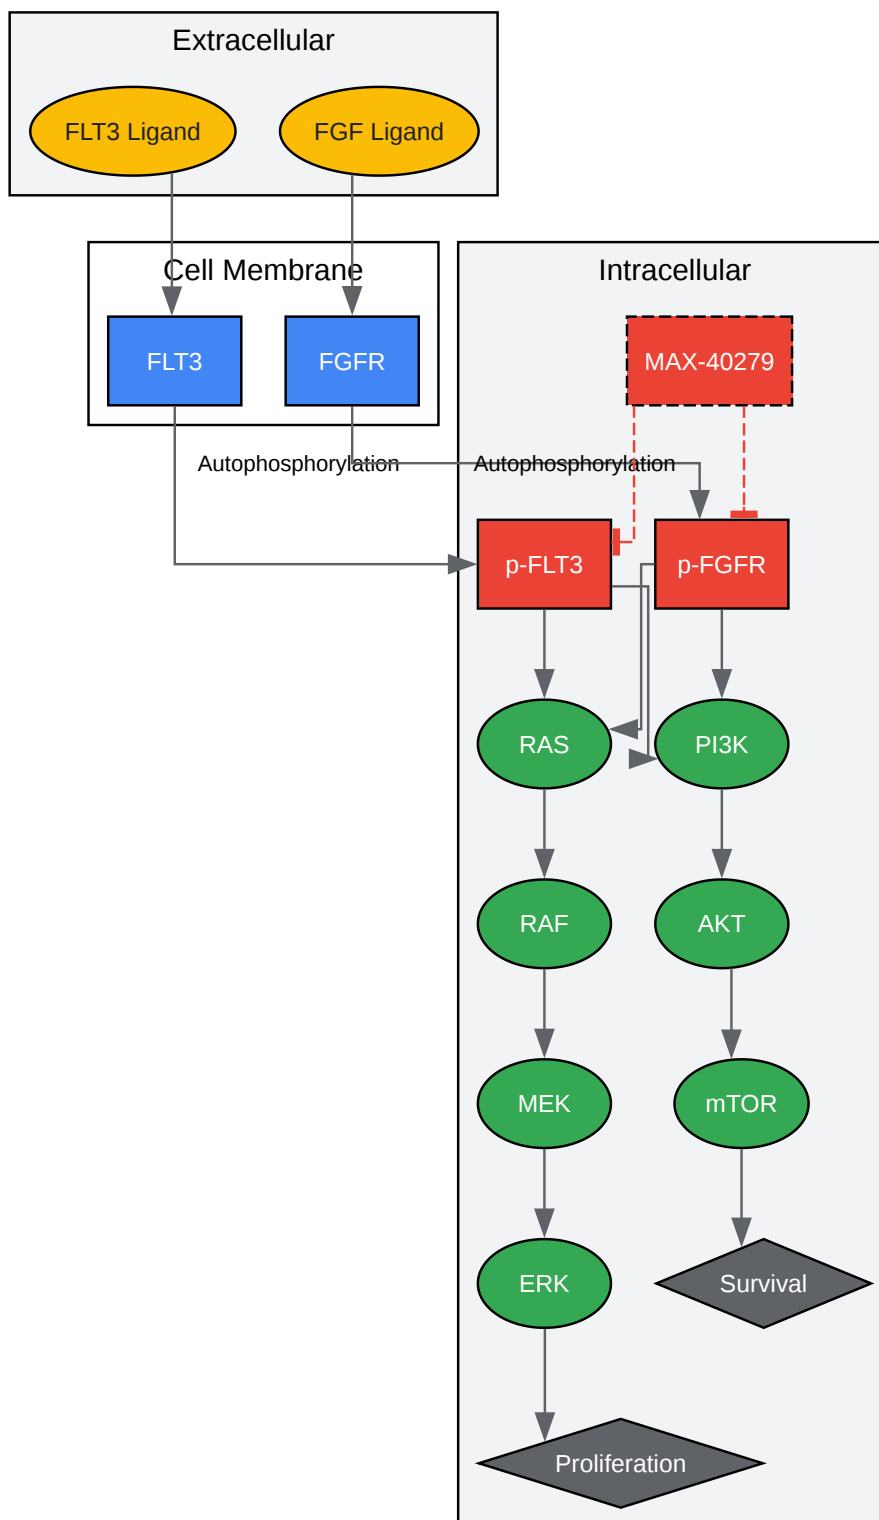 Extracellular
FLT3 Ligand
FGF Ligand
Cell Membrane
Intracellular
FLT3
FGFR
MAX-40279
Autophosphorylation
Autophosphorylation
p-FLT3
p-FGFR
RAS
PI3K
RAF
AKT
MEK
mTOR
ERK
Survival
Proliferation